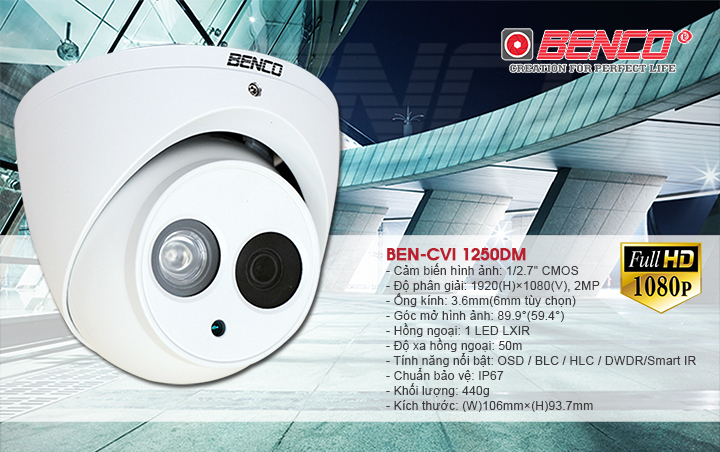 BENCO
BENCO®
CREATION FOR PERFECT LIFE
BEN-CVI 1250DM
- Cảm biến hình ảnh: 1/2.7" CMOS
- Độ phân giải: 1920(H)×1080(V), 2MP
- Ống kính: 3.6mm(6mm tùy chọn)
- Góc mở hình ảnh: 89.9°(59.4°)
- Hồng ngoại: 1 LED LXIR
- Độ xa hồng ngoại: 50m
- Tính năng nổi bật: OSD / BLC / HLC / DWDR/Smart IR
- Chuẩn bảo vệ: IP67
- Khối lượng: 440g
- Kích thước: (W)106mm×(H)93.7mm
Full HD
1080P